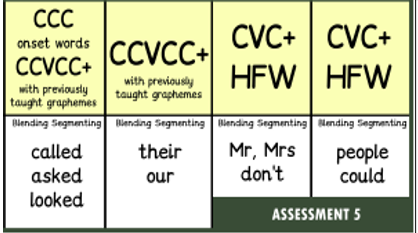 CCC
onset words
CCVCC+
with previously
taught graphemes
CCVCC+
with previously
taught graphemes
CVC+
HFW
CVC+
HFW
Blending Segmenting
Blending Segmenting
Blending Segmenting
Blending Segmenting
called
asked
looked
their
our
Mr, Mrs
don't
people
could
ASSESSMENT 5